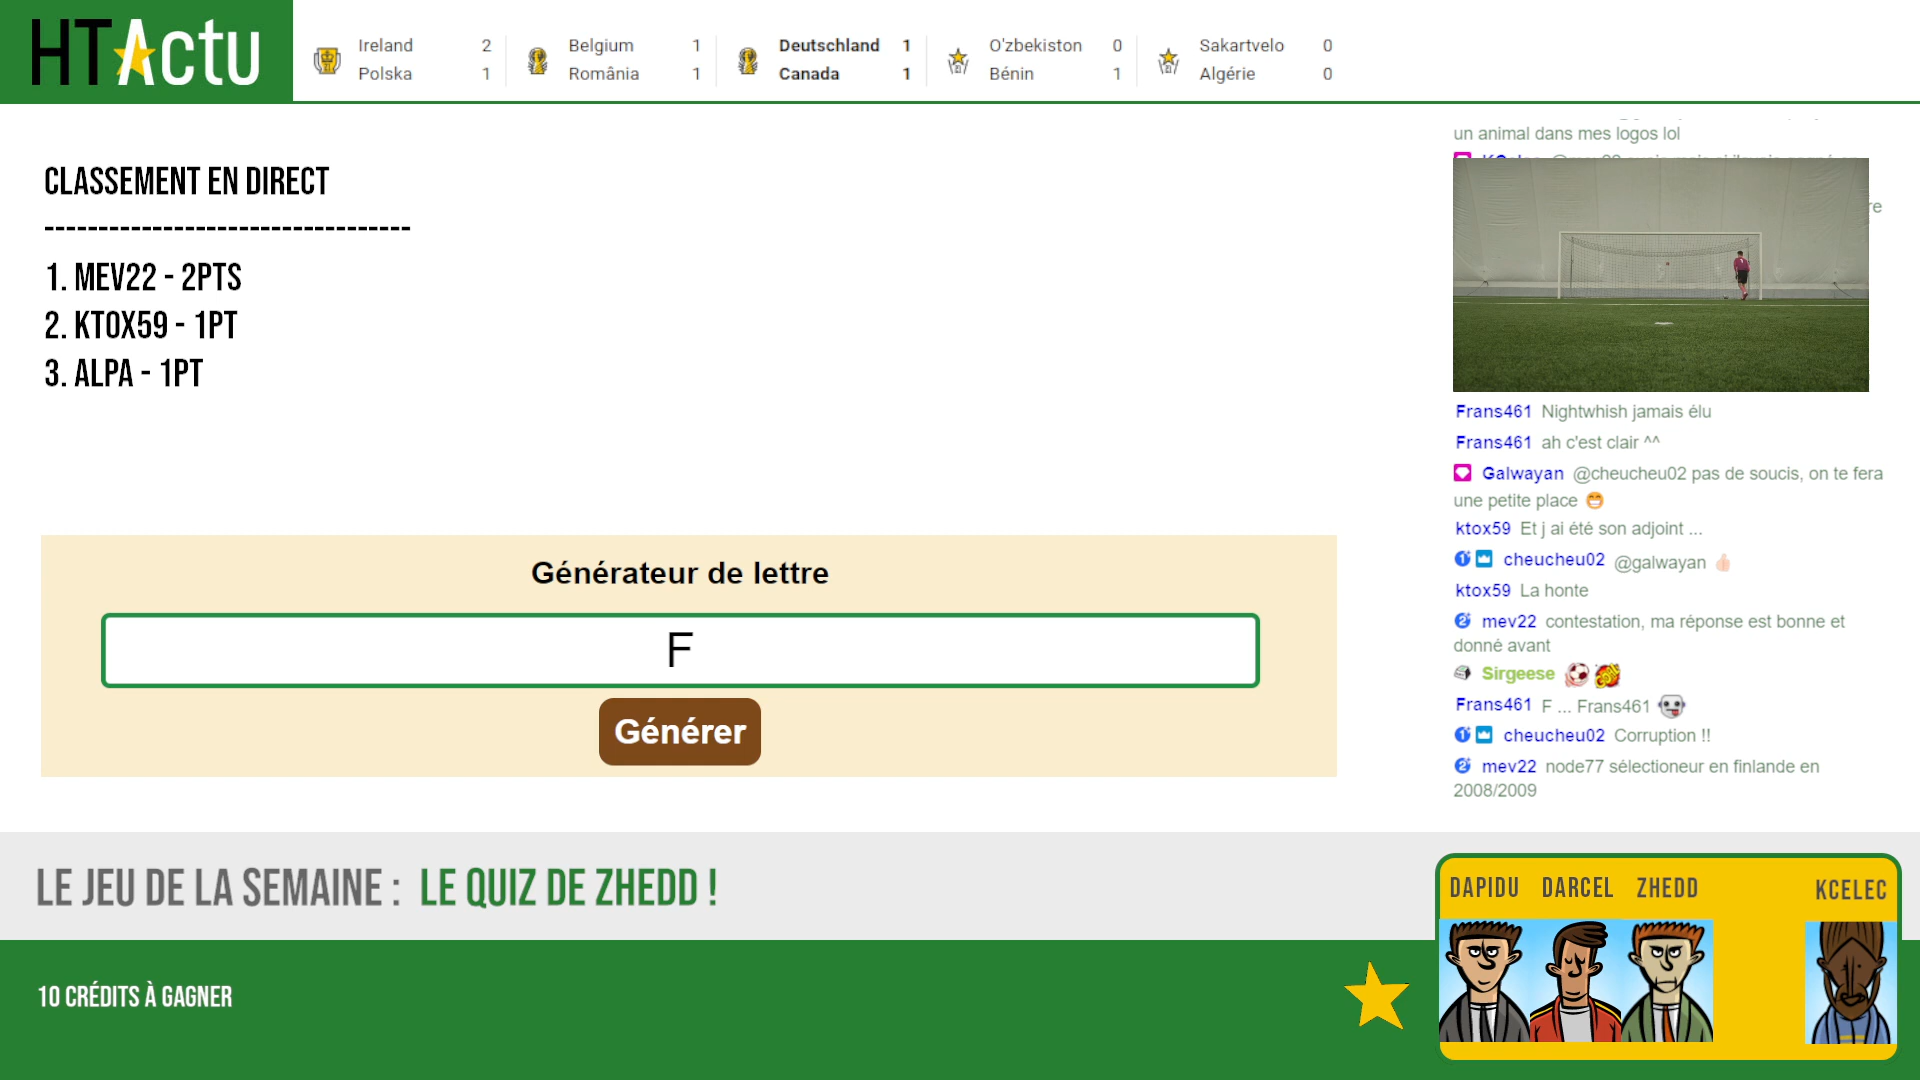 HTActu
Ireland 2
Polska 1
Belgium 1
România 1
Deutschland 1
Canada 1
O'zbekiston 0
Bénin 1
Sakartvelo 0
Algérie 0
CLASSEMENT EN DIRECT
----------------------------------
1. MEV22 - 2PTS
2. KTOX59 - 1PT
3. ALPA - 1PT
Générateur de lettre
F
Générer
un animal dans mes logos lol
re
Frans461 Nightwhish jamais élu
Frans461 ah c'est clair ^^
Galwayan @cheucheu02 pas de soucis, on te fera
une petite place 😁
ktox59 Et j ai été son adjoint ...
cheucheu02 @galwayan 👍🏻
ktox59 La honte
mev22 contestation, ma réponse est bonne et
donné avant
Sirgeese
Frans461 F ... Frans461
cheucheu02 Corruption !!
mev22 node77 sélectioneur en finlande en
2008/2009
LE JEU DE LA SEMAINE : LE QUIZ DE ZHEDD !
10 CRÉDITS À GAGNER
DAPIDU DARCEL ZHEDD KCELEC